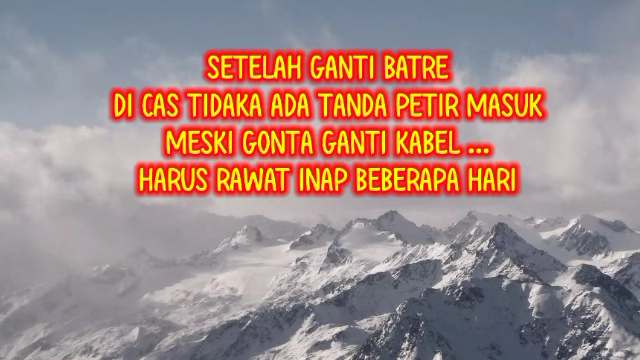 SETELAH GANTI BATRE
DI CAS TIDAKA ADA TANDA PETIR MASUK
MESKI GONTA GANTI KABEL ...
HARUS RAWAT INAP BEBERAPA HARI